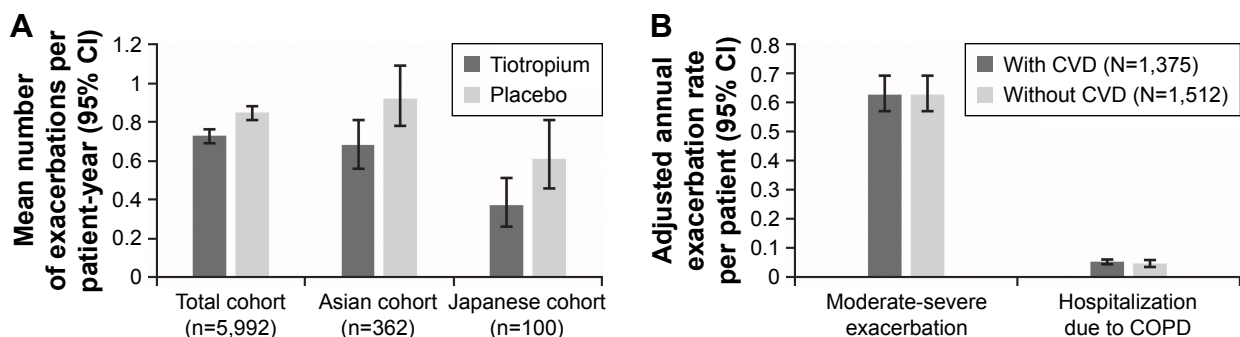 A
Mean number
of exacerbations per
patient-year (95% CI)
1.2
1
0.8
0.6
0.4
0.2
0
Tiotropium
Placebo
Total cohort
(n=5,992)
Asian cohort
(n=362)
Japanese cohort
(n=100)
B
Adjusted annual
exacerbation rate
per patient (95% CI)
0.8
0.7
0.6
0.5
0.4
0.3
0.2
0.1
0
With CVD (N=1,375)
Without CVD (N=1,512)
Moderate-severe
exacerbation
Hospitalization
due to COPD